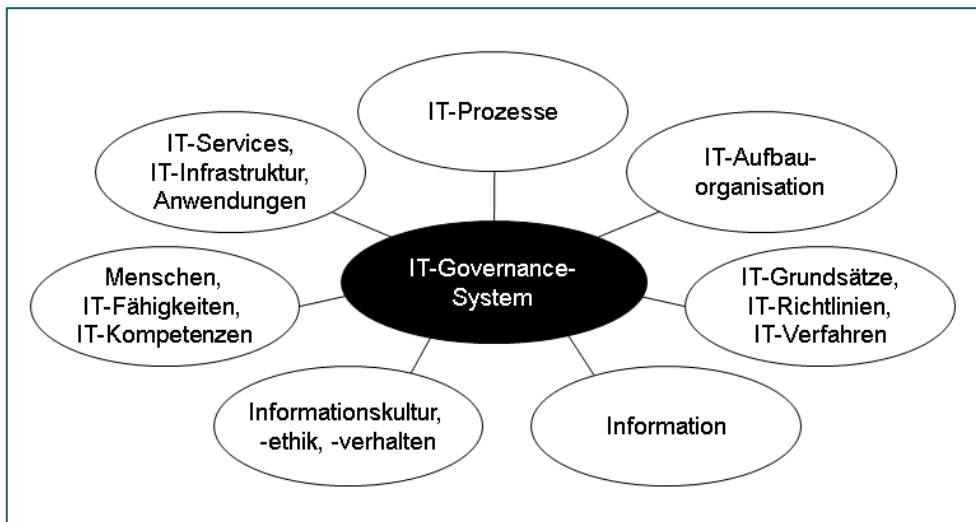 IT-Prozesse
IT-Services,
IT-Infrastruktur,
Anwendungen
IT-Aufbau-
organisation
IT-Governance-
System
Menschen,
IT-Fähigkeiten,
IT-Kompetenzen
IT-Grundsätze,
IT-Richtlinien,
IT-Verfahren
Informationskultur,
-ethik, -verhalten
Information